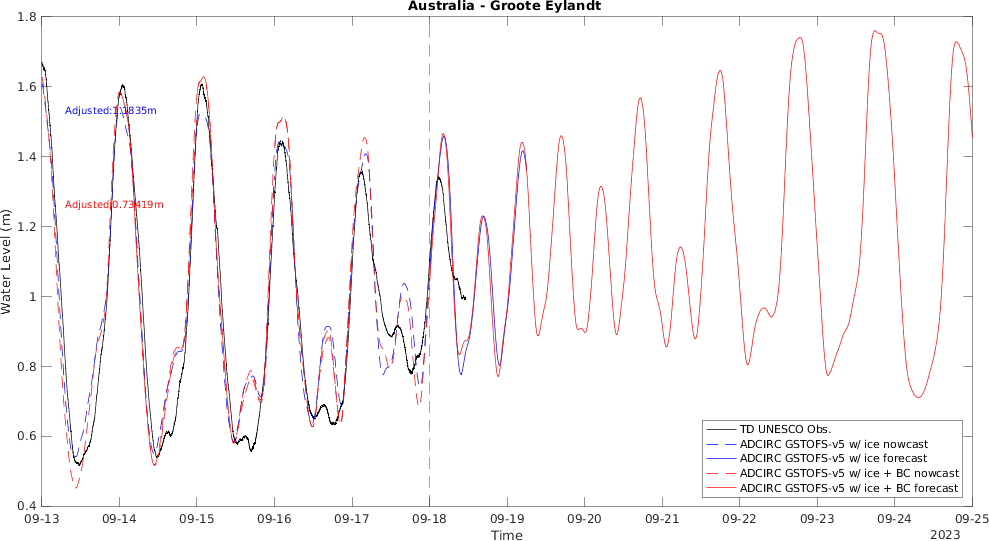 Australia - Groote Eylandt
1.8
1.6
1.4
1.2
1
0.8
0.6
0.4
Water Level (m)
Adjusted:1.1835m
Adjusted:0.73419m
TD UNESCO Obs.
ADCIRC GSTOFS-v5 w/ ice nowcast
ADCIRC GSTOFS-v5 w/ ice forecast
ADCIRC GSTOFS-v5 w/ ice + BC nowcast
ADCIRC GSTOFS-v5 w/ ice + BC forecast
09-13 09-14 09-15 09-16 09-17 09-18 09-19 09-20 09-21 09-22 09-23 09-24 09-25
Time
2023